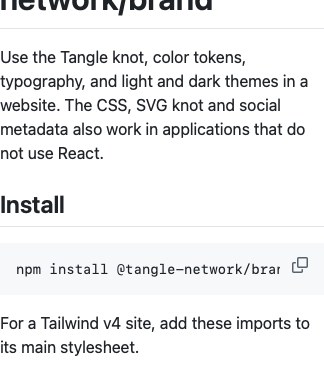 network/brand
Use the Tangle knot, color tokens,
typography, and light and dark themes in a
website. The CSS, SVG knot and social
metadata also work in applications that do
not use React.
Install
npm install @tangle-network/bran
For a Tailwind v4 site, add these imports to
its main stylesheet.